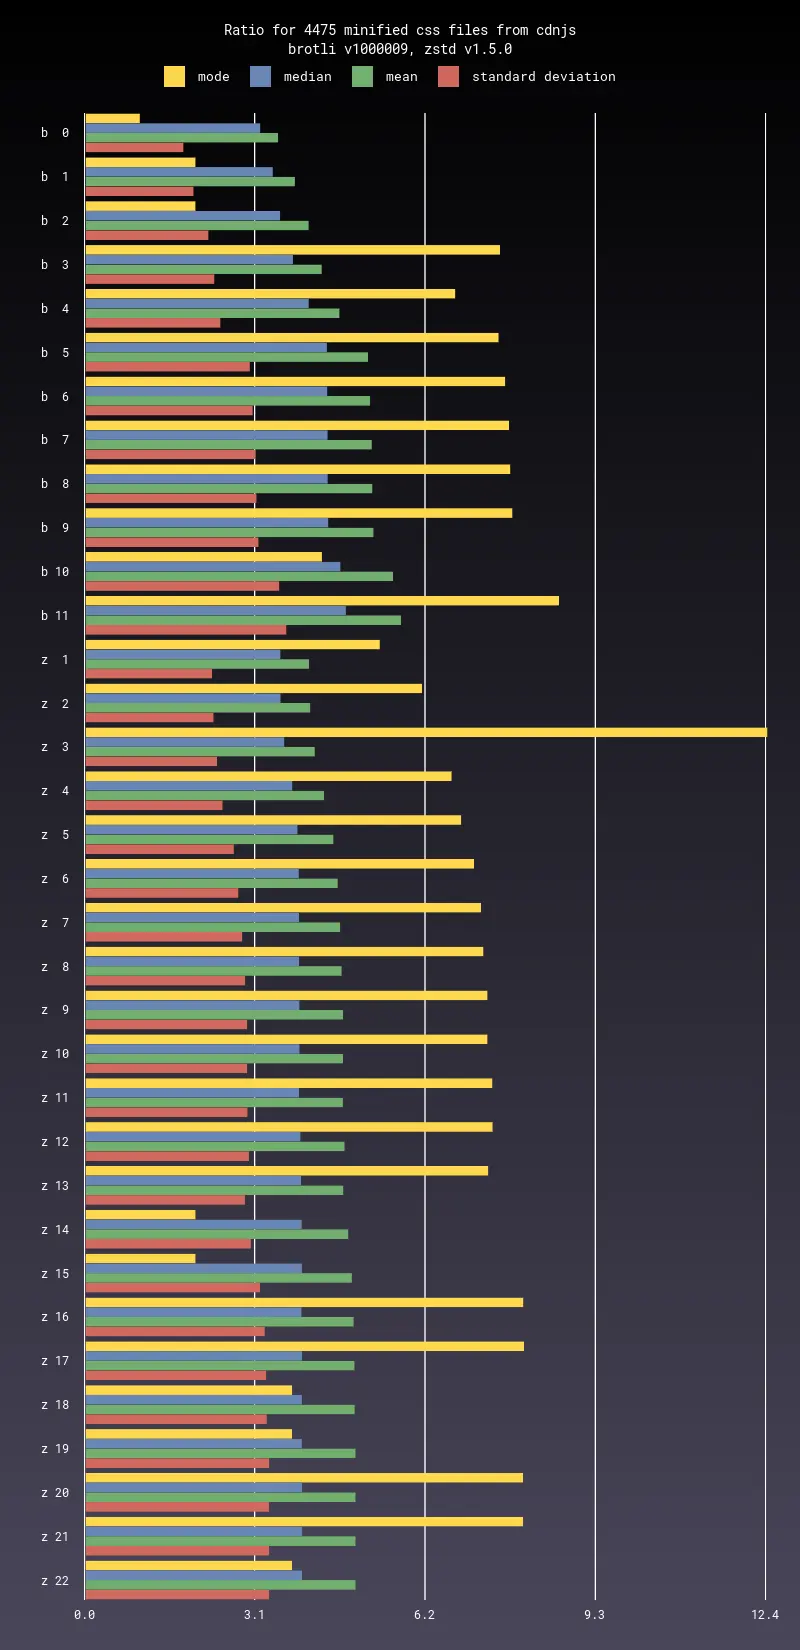 Ratio for 4475 minified css files from cdnjs
brotli v1000009, zstd v1.5.0
mode median mean standard deviation
b 0
b 1
b 2
b 3
b 4
b 5
b 6
b 7
b 8
b 9
b 10
b 11
z 1
z 2
z 3
z 4
z 5
z 6
z 7
z 8
z 9
z 10
z 11
z 12
z 13
z 14
z 15
z 16
z 17
z 18
z 19
z 20
z 21
z 22
0.0 3.1 6.2 9.3 12.4